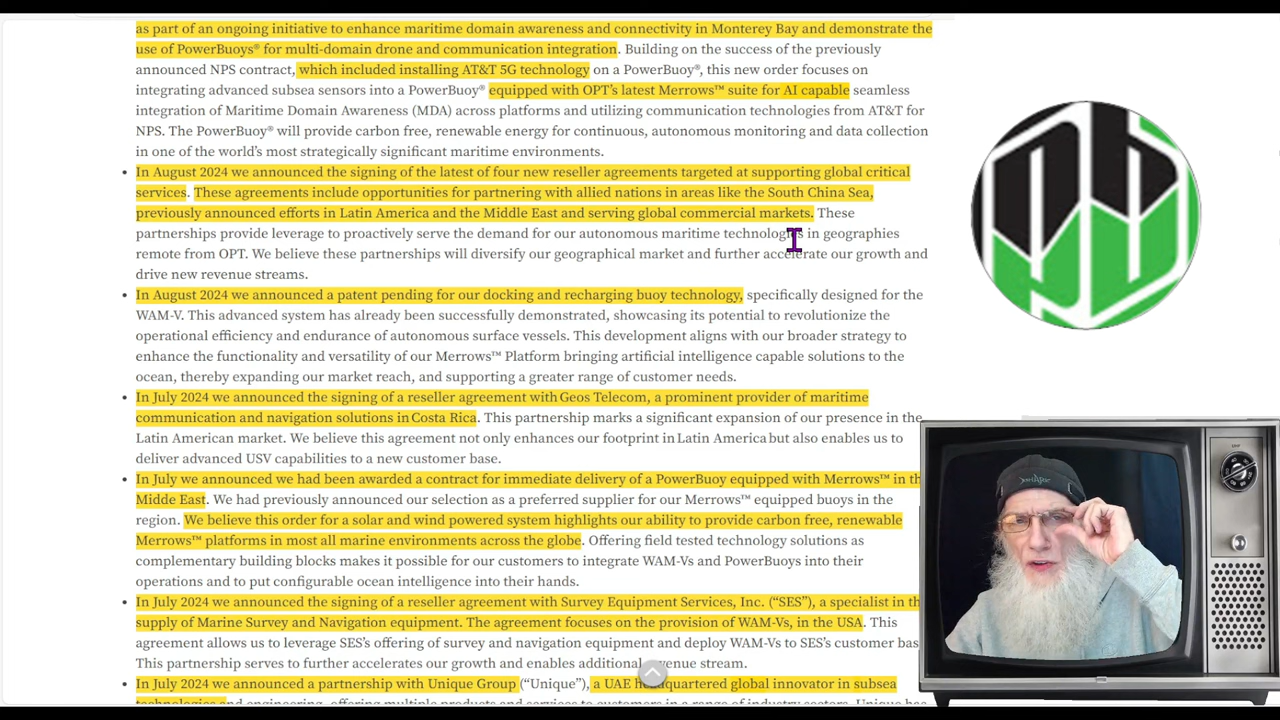 as part of an ongoing initiative to enhance maritime domain awareness and connectivity in Monterey Bay and demonstrate the
use of PowerBuoys® for multi-domain drone and communication integration. Building on the success of the previously
announced NPS contract, which included installing AT&T 5G technology on a PowerBuoy®, this new order focuses on
integrating advanced subsea sensors into a PowerBuoy® equipped with OPT's latest Merrows™ suite for AI capable seamless
integration of Maritime Domain Awareness (MDA) across platforms and utilizing communication technologies from AT&T for
NPS. The PowerBuoy® will provide carbon free, renewable energy for continuous, autonomous monitoring and data collection
in one of the world's most strategically significant maritime environments.
• In August 2024 we announced the signing of the latest of four new reseller agreements targeted at supporting global critical
services. These agreements include opportunities for partnering with allied nations in areas like the South China Sea,
previously announced efforts in Latin America and the Middle East and serving global commercial markets. These
partnerships provide leverage to proactively serve the demand for our autonomous maritime technologies in geographies
remote from OPT. We believe these partnerships will diversify our geographical market and further accelerate our growth and
drive new revenue streams.
• In August 2024 we announced a patent pending for our docking and recharging buoy technology, specifically designed for the
WAM-V. This advanced system has already been successfully demonstrated, showcasing its potential to revolutionize the
operational efficiency and endurance of autonomous surface vessels. This development aligns with our broader strategy to
enhance the functionality and versatility of our Merrows™ Platform bringing artificial intelligence capable solutions to the
ocean, thereby expanding our market reach, and supporting a greater range of customer needs.
• In July 2024 we announced the signing of a reseller agreement with Geos Telecom, a prominent provider of maritime
communication and navigation solutions in Costa Rica. This partnership marks a significant expansion of our presence in the
Latin American market. We believe this agreement not only enhances our footprint in Latin America but also enables us to
deliver advanced USV capabilities to a new customer base.
• In July we announced we had been awarded a contract for immediate delivery of a PowerBuoy equipped with Merrows™ in th
Midde East. We had previously announced our selection as a preferred supplier for our Merrows™ equipped buoys in the
region. We believe this order for a solar and wind powered system highlights our ability to provide carbon free, renewable
Merrows™ platforms in most all marine environments across the globe. Offering field tested technology solutions as
complementary building blocks makes it possible for our customers to integrate WAM-Vs and PowerBuoys into their
operations and to put configurable ocean intelligence into their hands.
• In July 2024 we announced the signing of a reseller agreement with Survey Equipment Services, Inc. ("SES"), a specialist in th
supply of Marine Survey and Navigation equipment. The agreement focuses on the provision of WAM-Vs, in the USA. This
agreement allows us to leverage SES's offering of survey and navigation equipment and deploy WAM-Vs to SES's customer bas
This partnership serves to further accelerates our growth and enables additional revenue stream.
• In July 2024 we announced a partnership with Unique Group ("Unique"), a UAE headquartered global innovator in subsea
technologies and engineering, offering multiple products and services to customers in a range of industry sectors. Unique has